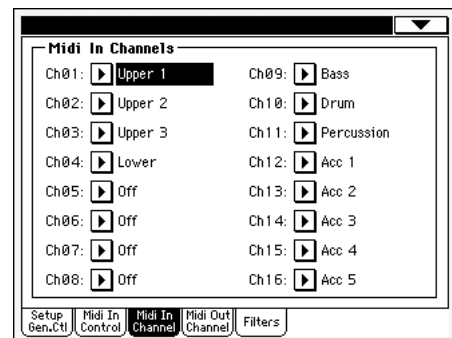 Midi In Channels
Ch01: Upper 1
Ch02: Upper 2
Ch03: Upper 3
Ch04: Lower
Ch05: Off
Ch06: Off
Ch07: Off
Ch08: Off
Ch09: Bass
Ch10: Drum
Ch11: Percussion
Ch12: Acc 1
Ch13: Acc 2
Ch14: Acc 3
Ch15: Acc 4
Ch16: Acc 5
Setup Gen.Ctl
Midi In Control
Midi In Channel
Midi Out Channel
Filters